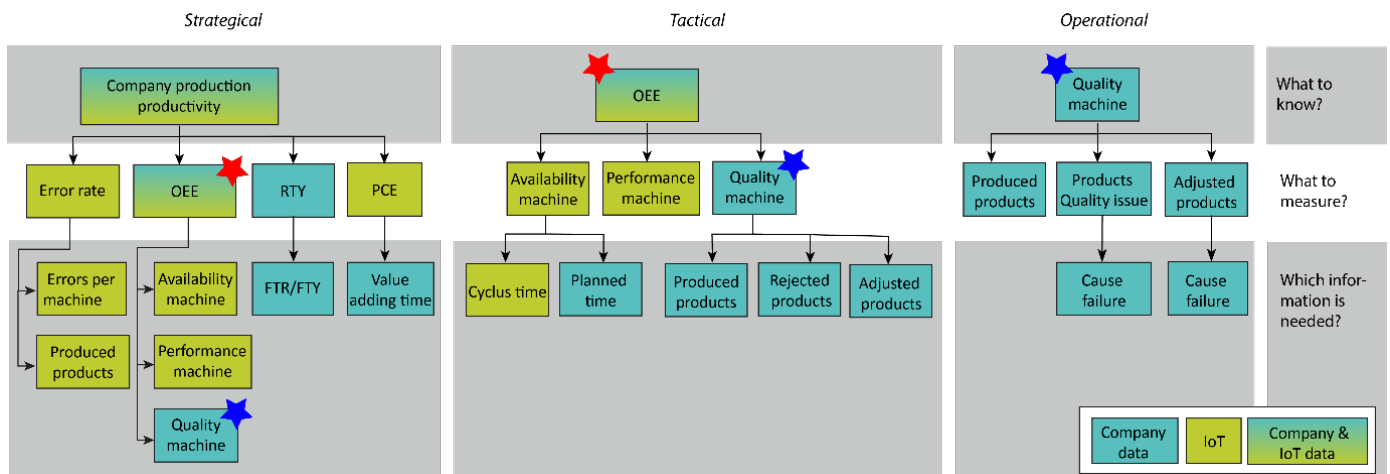 Strategical
Tactical
Operational
Company production
productivity
OEE
Quality
machine
What to
know?
Error rate
OEE
RTY
PCE
Availability
machine
Performance
machine
Quality
machine
Produced
products
Products
Quality issue
Adjusted
products
What to
measure?
Errors per
machine
Availability
machine
FTR/FTY
Value
adding time
Cyclus time
Planned
time
Produced
products
Rejected
products
Adjusted
products
Cause
failure
Cause
failure
Which infor-
mation is
needed?
Produced
products
Performance
machine
Quality
machine
Company
data
IoT
Company &
IoT data